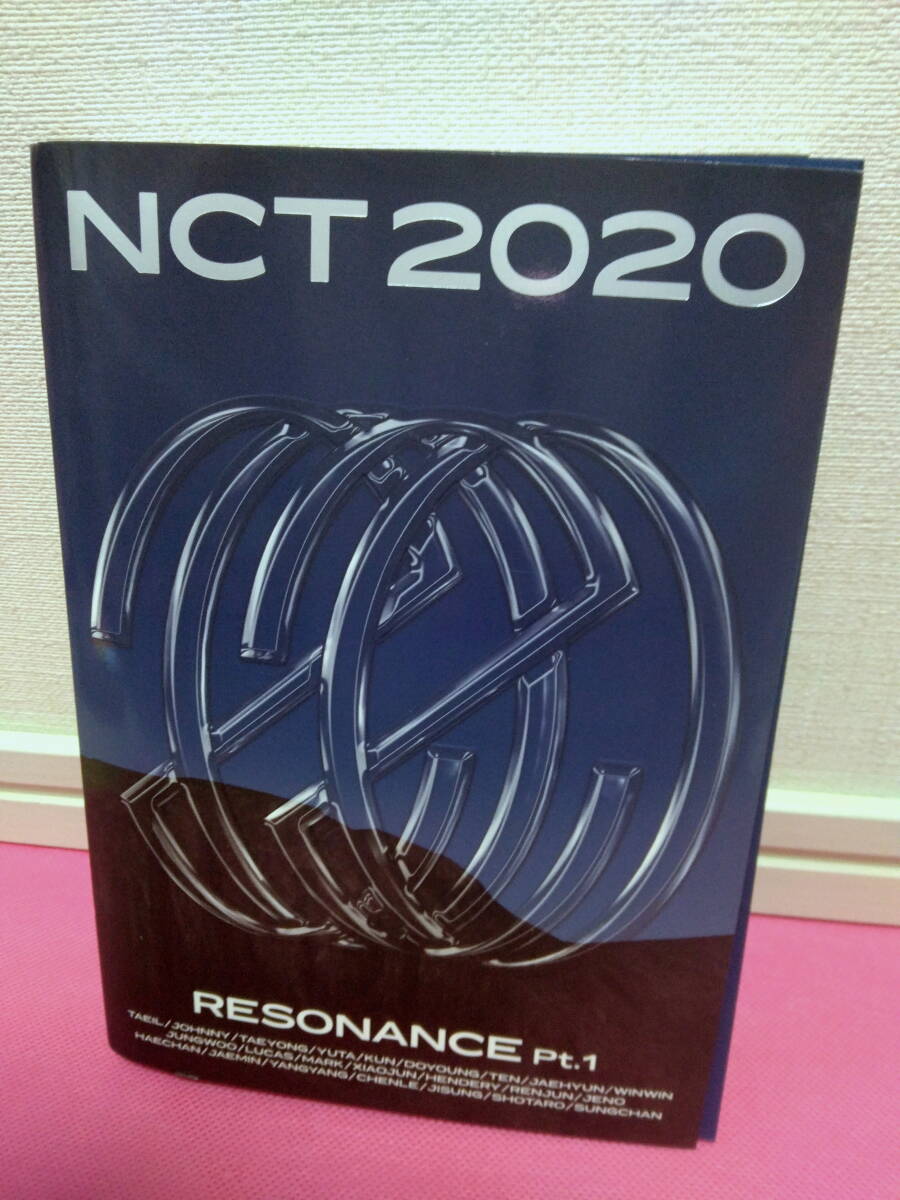 NCT 2020
RESONANCE Pt.1
TAEIL/JOHNNY/TAEYONG/YUTA/KUN/DOYOUNG/TEN/JAEHYUN/WINWIN
JUNGWOO/LUCAS/MARK/XIAOJUN/HENDERY/RENJUN/JENO
HAECHAN/JAEMIN/YANGYANG/CHENLE/JISUNG/SHOTARO/SUNGCHAN